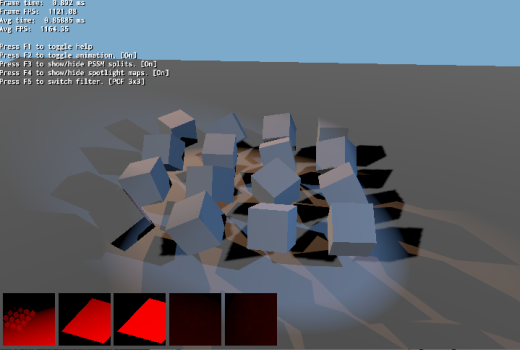 Frame time: 0.892 ms
Frame FPS: 1121.08
Avg time: 0.85885 ms
Avg FPS: 1164.35
Press F1 to toggle help
Press F2 to toggle animation. [On]
Press F3 to show/hide PSSM splits. [On]
Press F4 to show/hide spotlight maps. [On]
Press F5 to switch filter. [PCF 3x3]